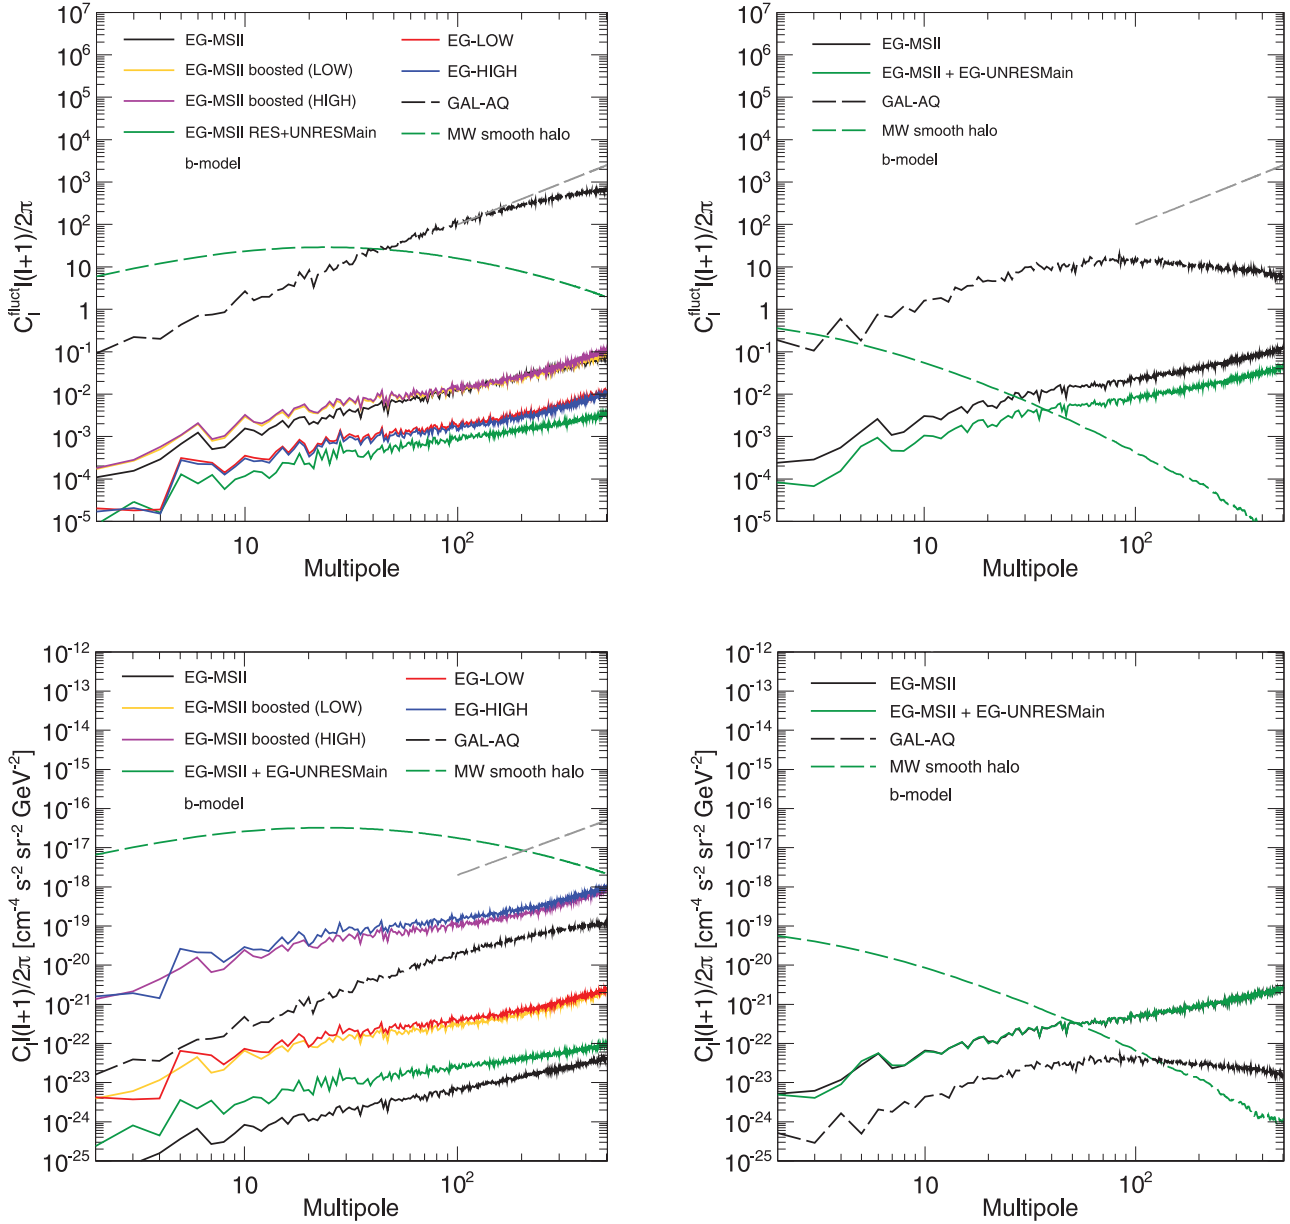 10^7
10^6
10^5
10^4
10^3
10^2
10
1
10^-1
10^-2
10^-3
10^-4
10^-5
C_l^fluct l(l+1)/2π
EG-MSII
EG-MSII boosted (LOW)
EG-MSII boosted (HIGH)
EG-MSII RES+UNRESMain
b-model
EG-LOW
EG-HIGH
GAL-AQ
MW smooth halo
10
10^2
Multipole
10^7
10^6
10^5
10^4
10^3
10^2
10
1
10^-1
10^-2
10^-3
10^-4
10^-5
C_l^fluct l(l+1)/2π
EG-MSII
EG-MSII + EG-UNRESMain
GAL-AQ
MW smooth halo
b-model
10
10^2
Multipole
10^-12
10^-13
10^-14
10^-15
10^-16
10^-17
10^-18
10^-19
10^-20
10^-21
10^-22
10^-23
10^-24
10^-25
C_l l(l+1)/2π [cm^-4 s^-2 sr^-2 GeV^-2]
EG-MSII
EG-MSII boosted (LOW)
EG-MSII boosted (HIGH)
EG-MSII + EG-UNRESMain
b-model
EG-LOW
EG-HIGH
GAL-AQ
MW smooth halo
10
10^2
Multipole
10^-12
10^-13
10^-14
10^-15
10^-16
10^-17
10^-18
10^-19
10^-20
10^-21
10^-22
10^-23
10^-24
10^-25
C_l l(l+1)/2π [cm^-4 s^-2 sr^-2 GeV^-2]
EG-MSII
EG-MSII + EG-UNRESMain
GAL-AQ
MW smooth halo
b-model
10
10^2
Multipole